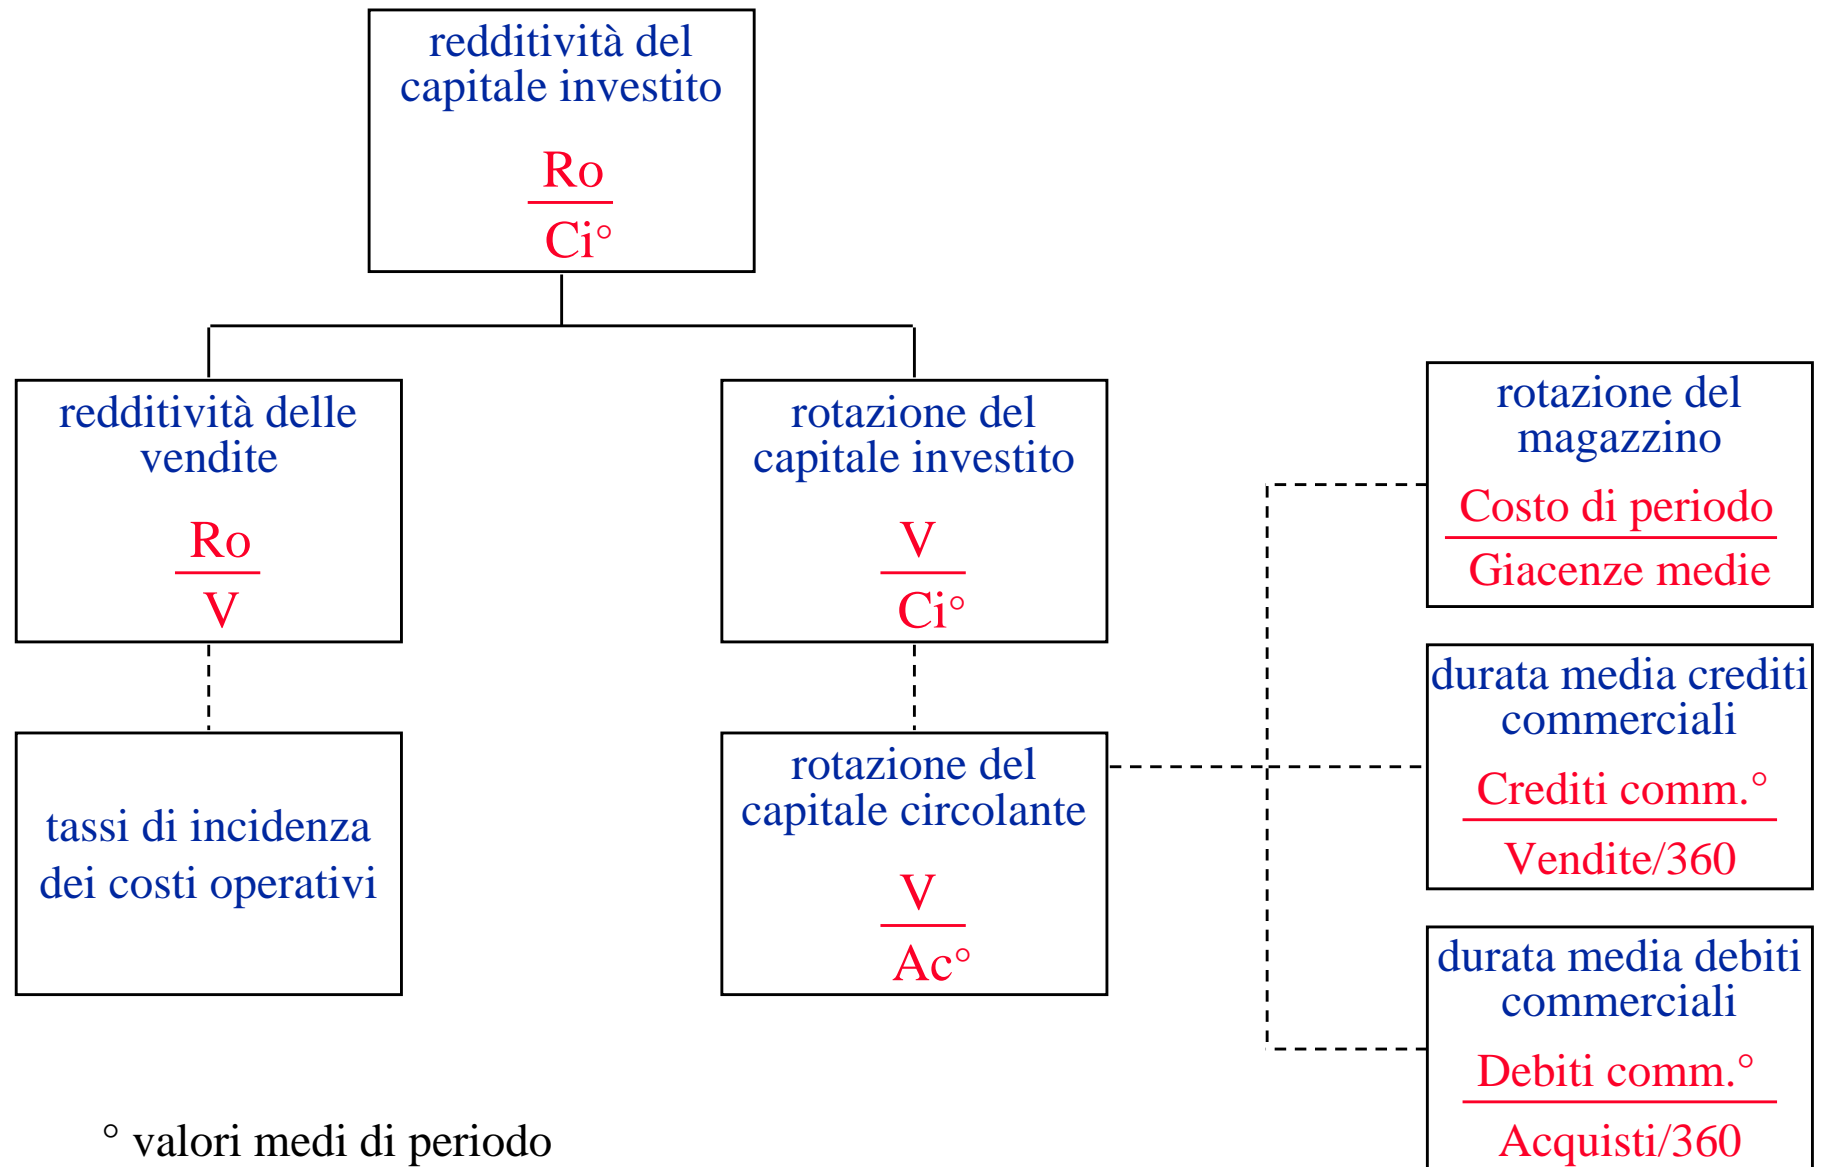 redditività del
capitale investito
Ro
Ci°
redditività delle
vendite
Ro
V
rotazione del
capitale investito
V
Ci°
rotazione del
magazzino
Costo di periodo
Giacenze medie
tassi di incidenza
dei costi operativi
rotazione del
capitale circolante
V
Ac°
durata media crediti
commerciali
Crediti comm.°
Vendite/360
durata media debiti
commerciali
Debiti comm.°
Acquisti/360
° valori medi di periodo